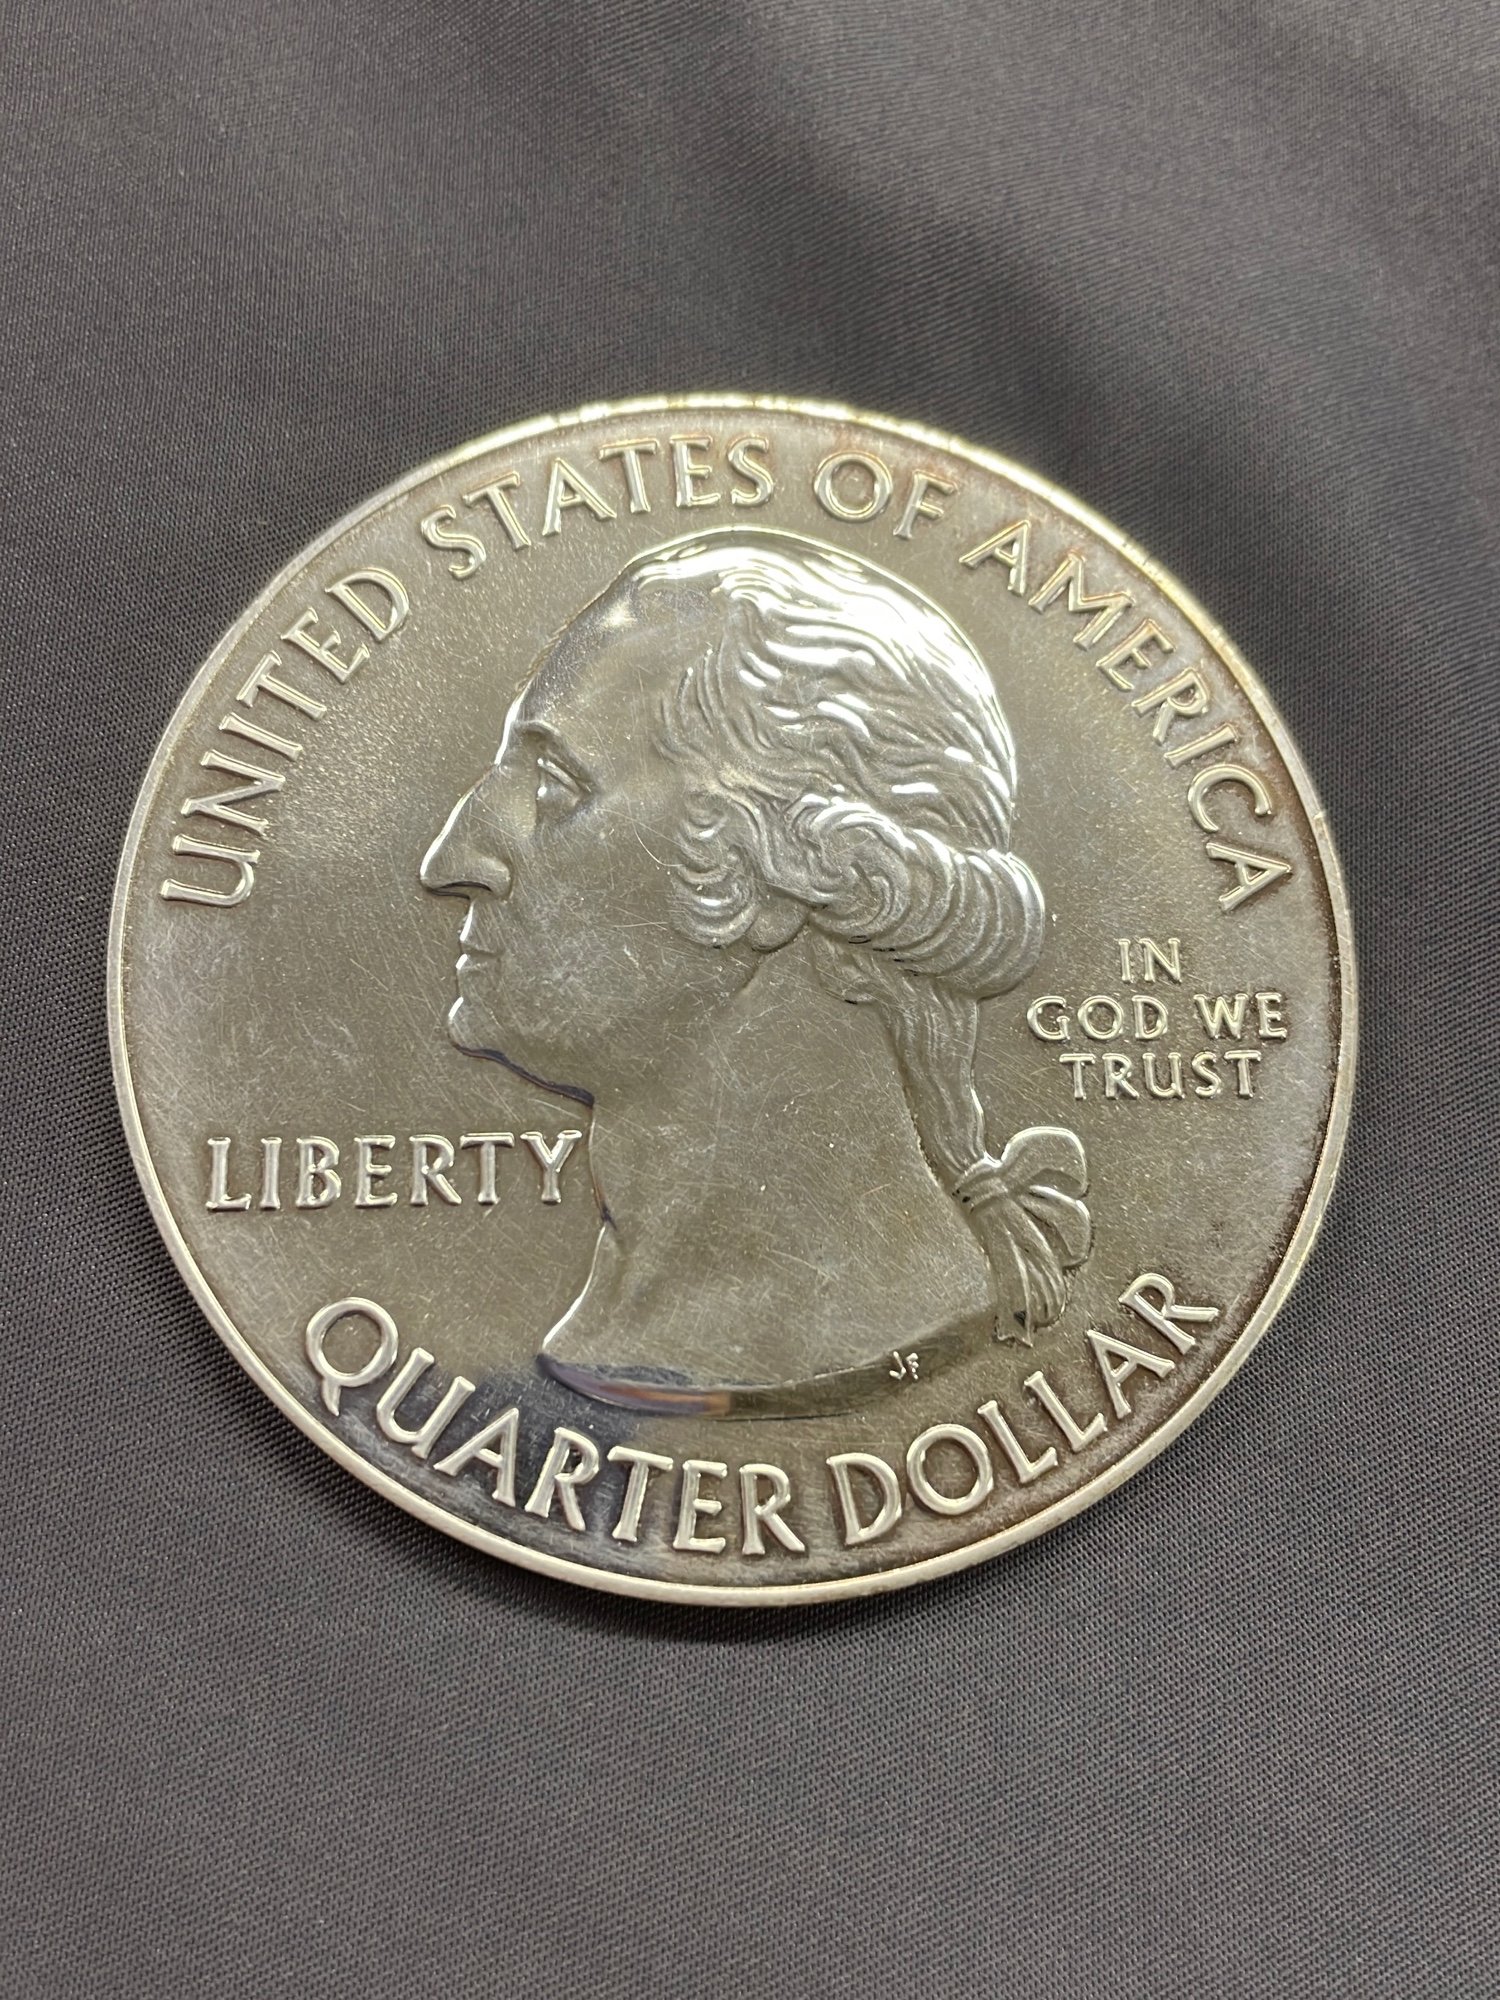 UNITED STATES OF AMERICA
LIBERTY
IN
GOD WE
TRUST
JF
QUARTER DOLLAR